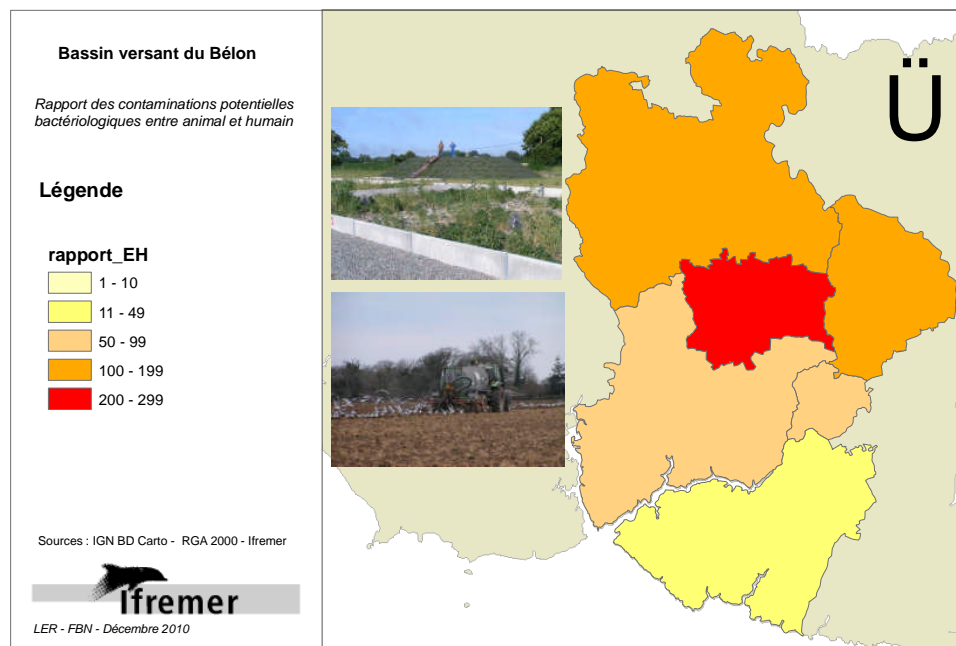 Bassin versant du Bélon
Rapport des contaminations potentielles
bactériologiques entre animal et humain
Légende
rapport_EH
1 - 10
11 - 49
50 - 99
100 - 199
200 - 299
Sources : IGN BD Carto - RGA 2000 - Ifremer
Ifremer
LER - FBN - Décembre 2010
Ü